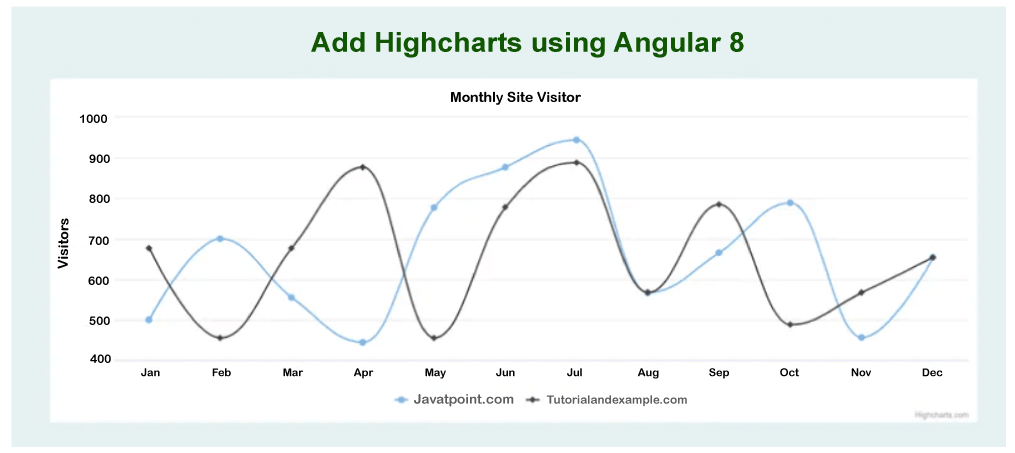 Add Highcharts using Angular 8
Monthly Site Visitor
Visitors
1000
900
800
700
600
500
400
Jan Feb Mar Apr May Jun Jul Aug Sep Oct Nov Dec
Javatpoint.com Tutorialandexample.com
Highcharts.com